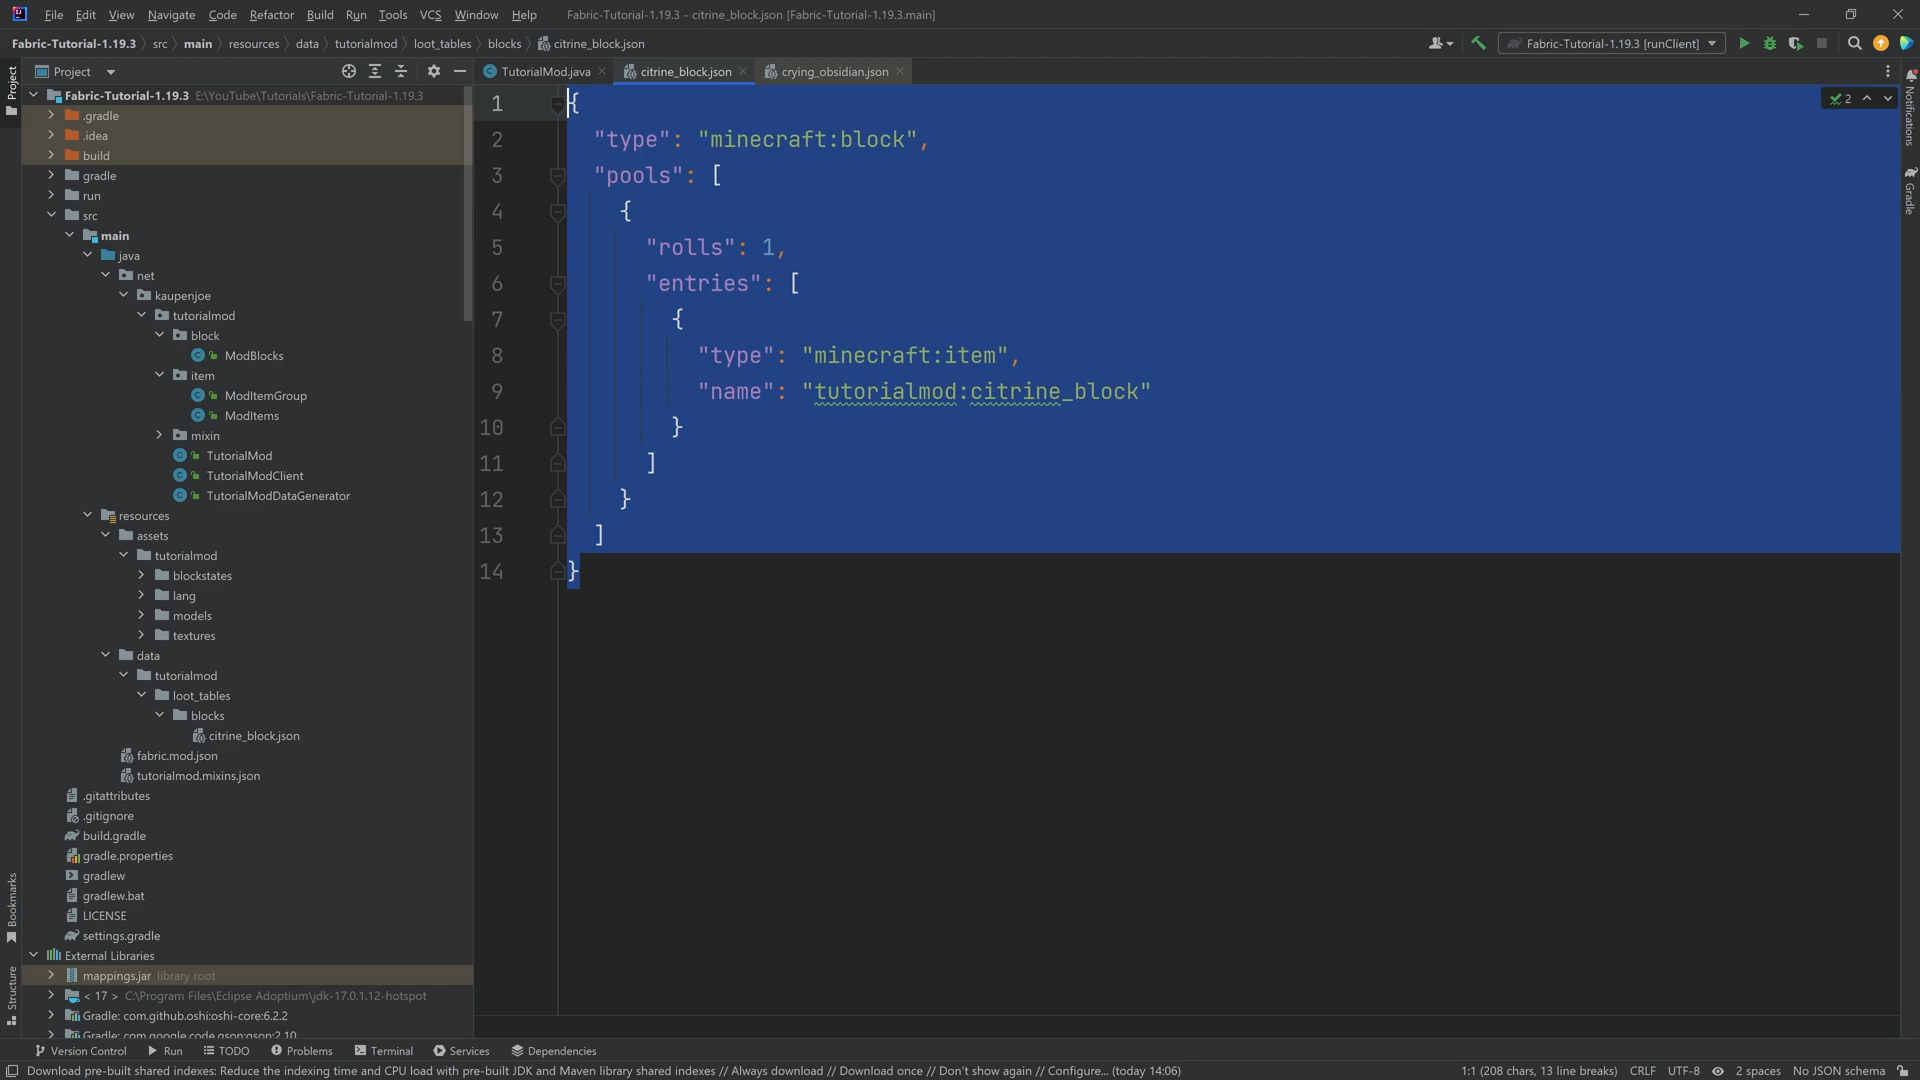 File Edit View Navigate Code Refactor Build Run Tools VCS Window Help Fabric-Tutorial-1.19.3 - citrine_block.json [Fabric-Tutorial-1.19.3.main]
Fabric-Tutorial-1.19.3 src main resources data tutorialmod loot_tables blocks citrine_block.json
Fabric-Tutorial-1.19.3 [runClient]
Project
Project
TutorialMod.java
citrine_block.json
crying_obsidian.json
Fabric-Tutorial-1.19.3 E:\YouTube\Tutorials\Fabric-Tutorial-1.19.3
.gradle
.idea
build
gradle
run
src
main
java
net
kaupenjoe
tutorialmod
block
ModBlocks
item
ModItemGroup
ModItems
mixin
TutorialMod
TutorialModClient
TutorialModDataGenerator
resources
assets
tutorialmod
blockstates
lang
models
textures
data
tutorialmod
loot_tables
blocks
citrine_block.json
fabric.mod.json
tutorialmod.mixins.json
.gitattributes
.gitignore
build.gradle
gradle.properties
gradlew
gradlew.bat
LICENSE
settings.gradle
External Libraries
mappings.jar library root
< 17 > C:\Program Files\Eclipse Adoptium\jdk-17.0.1.12-hotspot
Gradle: com.github.oshi:oshi-core:6.2.2
Gradle: com.google.code.gson:gson:2.10
Bookmarks
Structure
1 {
2 "type": "minecraft:block",
3 "pools": [
4 {
5 "rolls": 1,
6 "entries": [
7 {
8 "type": "minecraft:item",
9 "name": "tutorialmod:citrine_block"
10 }
11 ]
12 }
13 ]
14 }
2
Notifications
Gradle
Version Control Run TODO Problems Terminal Services Dependencies
Download pre-built shared indexes: Reduce the indexing time and CPU load with pre-built JDK and Maven library shared indexes // Always download // Download once // Don't show again // Configure... (today 14:06)
1:1 (208 chars, 13 line breaks) CRLF UTF-8 2 spaces No JSON schema